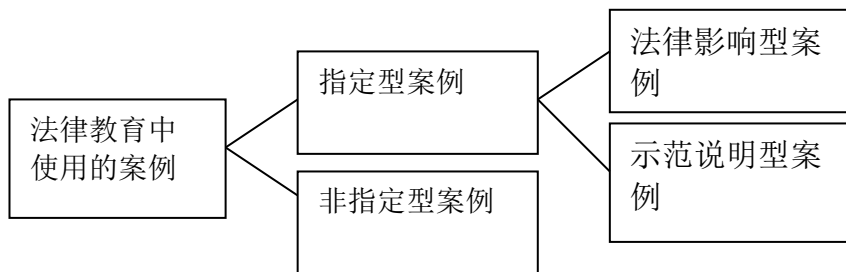 法律教育中
使用的案例
指定型案例
非指定型案例
法律影响型案
例
示范说明型案
例